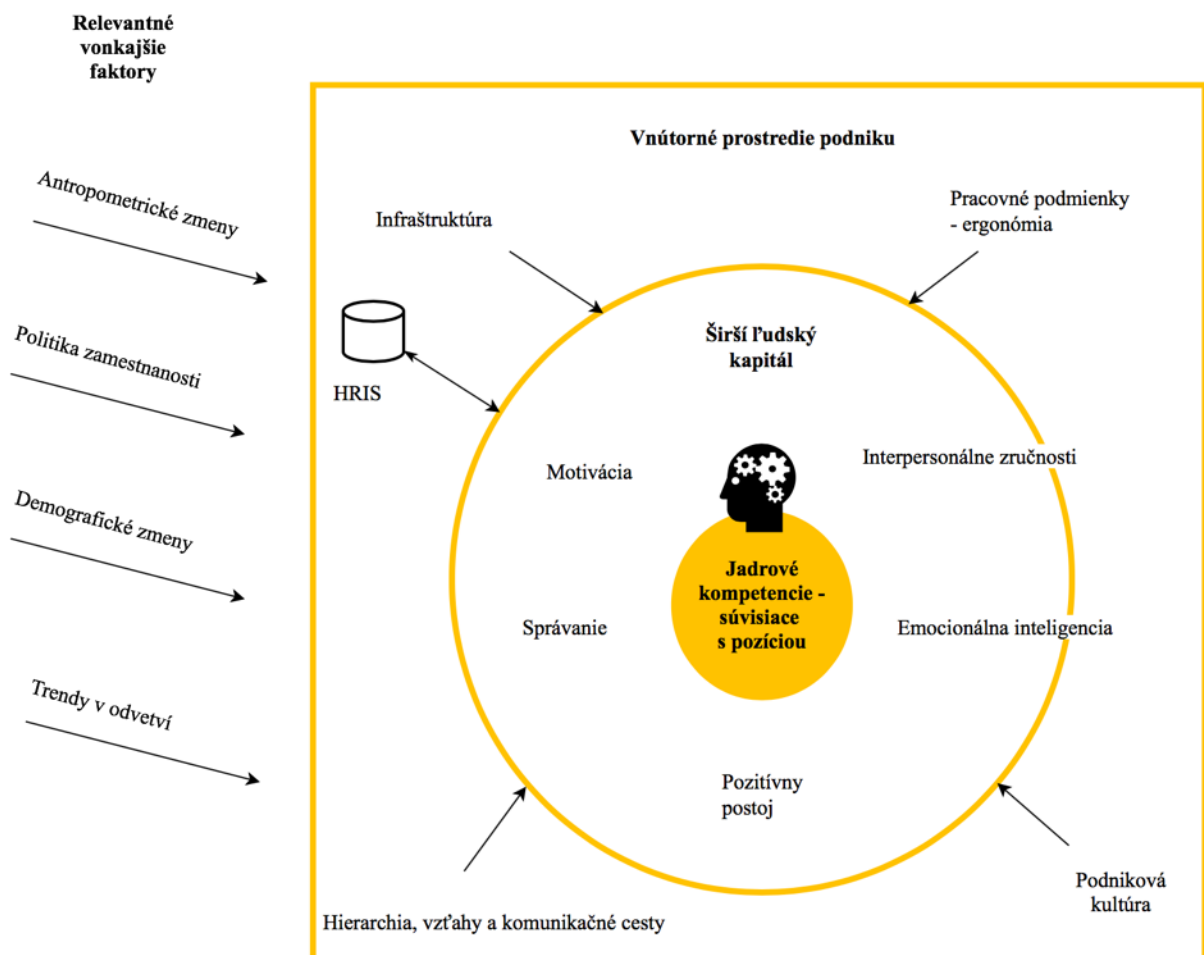 Relevantné
vonkajšie
faktory
Antropometrické zmeny
Politika zamestnanosti
Demografické zmeny
Trendy v odvetví
Vnútorné prostredie podniku
Infraštruktúra
Pracovné podmienky
- ergonómia
HRIS
Širší ľudský
kapitál
Motivácia
Interpersonálne zručnosti
Jadrové
kompetencie -
súvisiace
s pozíciou
Správanie
Emocionálna inteligencia
Pozitívny
postoj
Hierarchia, vzťahy a komunikačné cesty
Podniková
kultúra